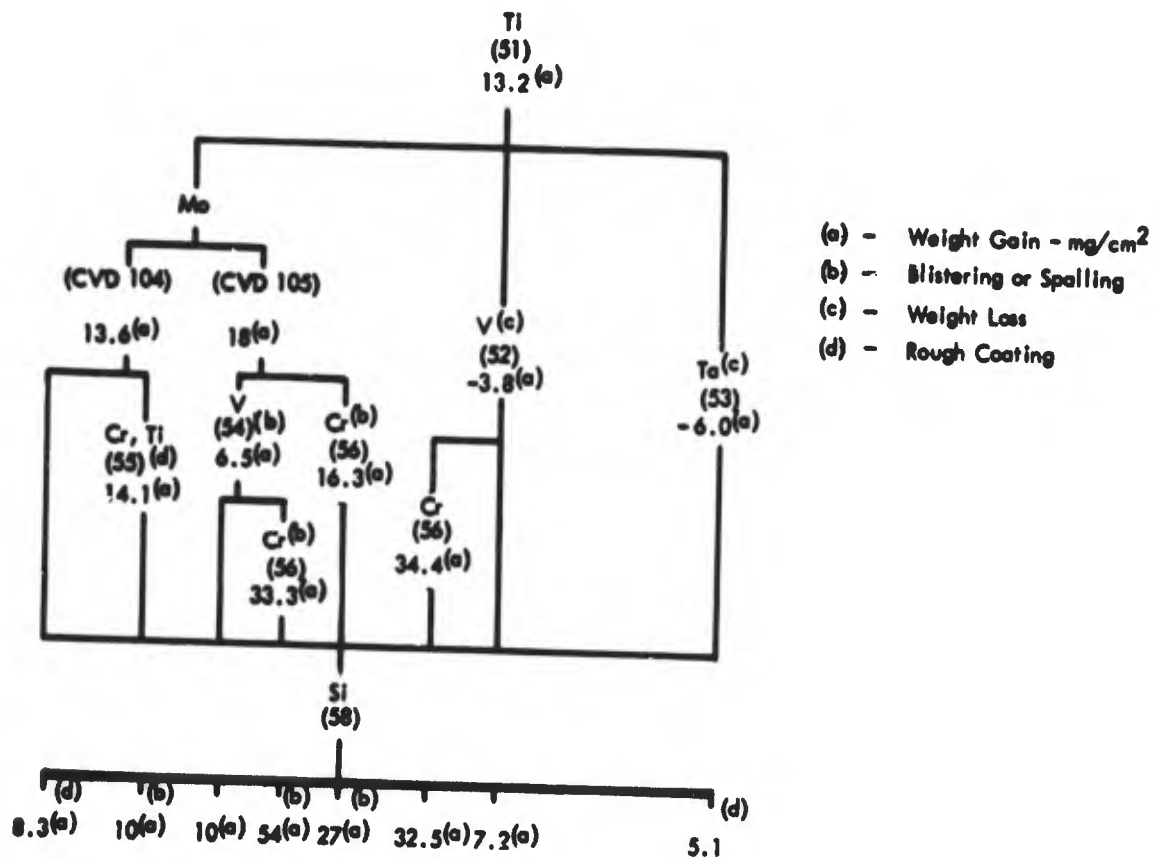 Ti
(51)
13.2(a)
Mo
(CVD 104) (CVD 105)
13.6(a) 18(a)
Cr, Ti
(55)(d)
14.1(a)
V
(54)(b)
6.5(a)
Cr(b)
(56)
16.3(a)
Cr(b)
(56)
33.3(a)
V(c)
(52)
-3.8(a)
Cr
(56)
34.4(a)
Ta(c)
(53)
-6.0(a)
(a) - Weight Gain - mg/cm²
(b) - Blistering or Spalling
(c) - Weight Loss
(d) - Rough Coating
Si
(58)
(d) (b) (b) (b) (d)
8.3(a) 10(a) 10(a) 54(a) 27(a) 32.5(a) 7.2(a) 5.1